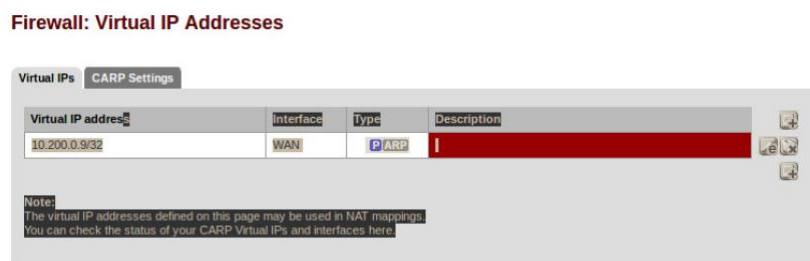 Firewall: Virtual IP Addresses
Virtual IPs CARP Settings
Virtual IP address Interface Type Description
10.200.0.9/32 WAN P ARP
Note:
The virtual IP addresses defined on this page may be used in NAT mappings.
You can check the status of your CARP Virtual IPs and interfaces here.